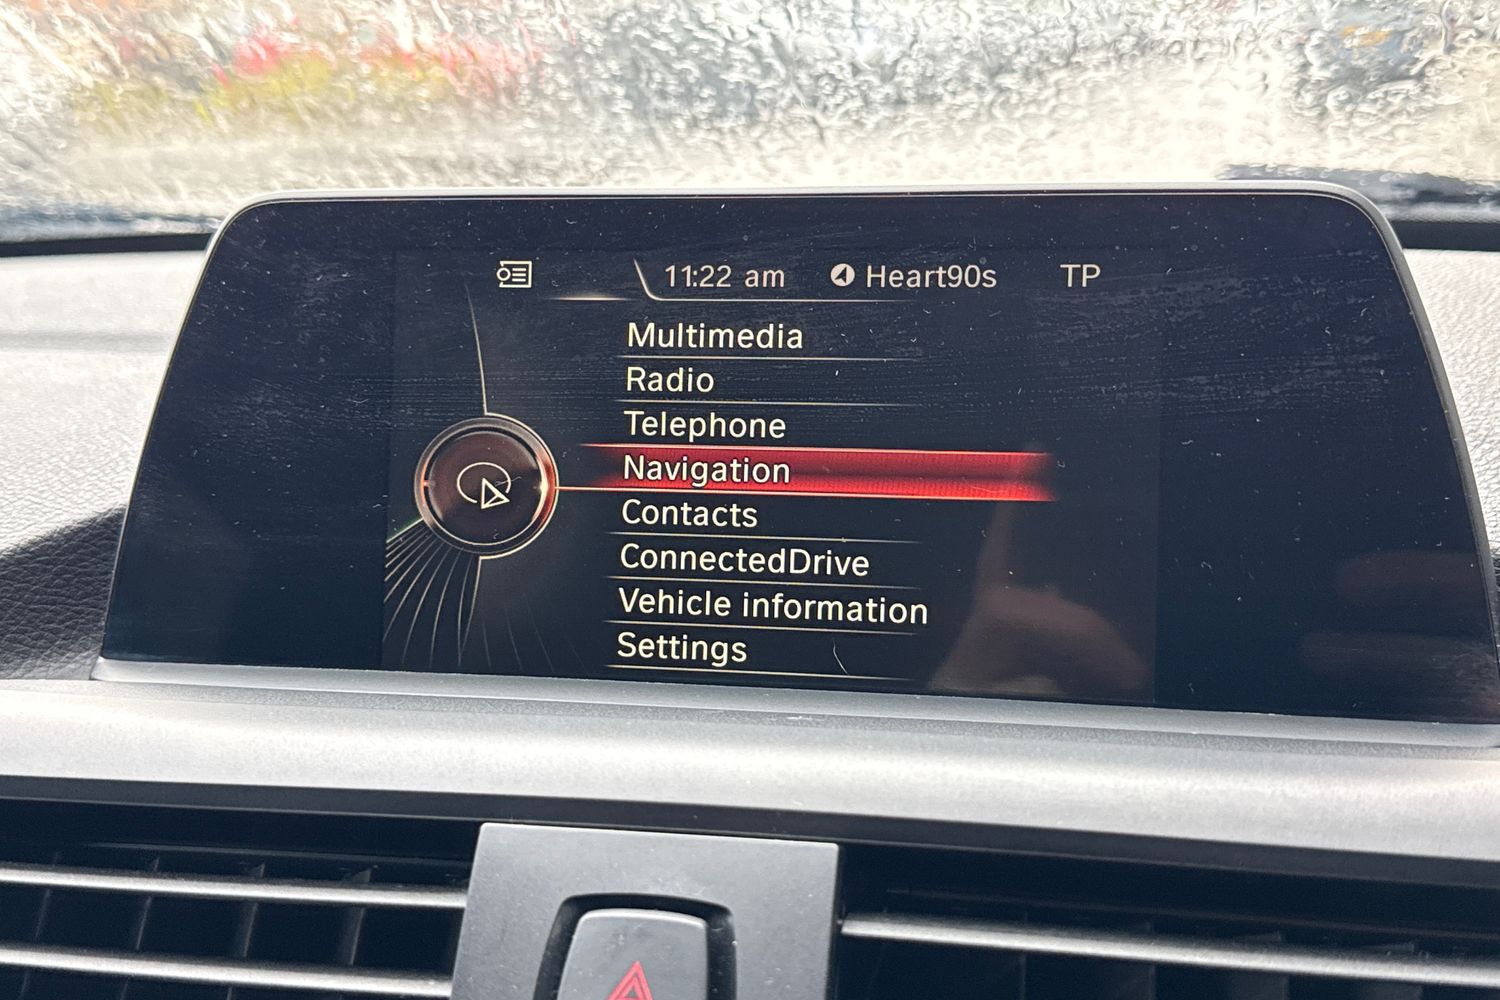 11:22 am Heart90s TP
Multimedia
Radio
Telephone
Navigation
Contacts
ConnectedDrive
Vehicle information
Settings